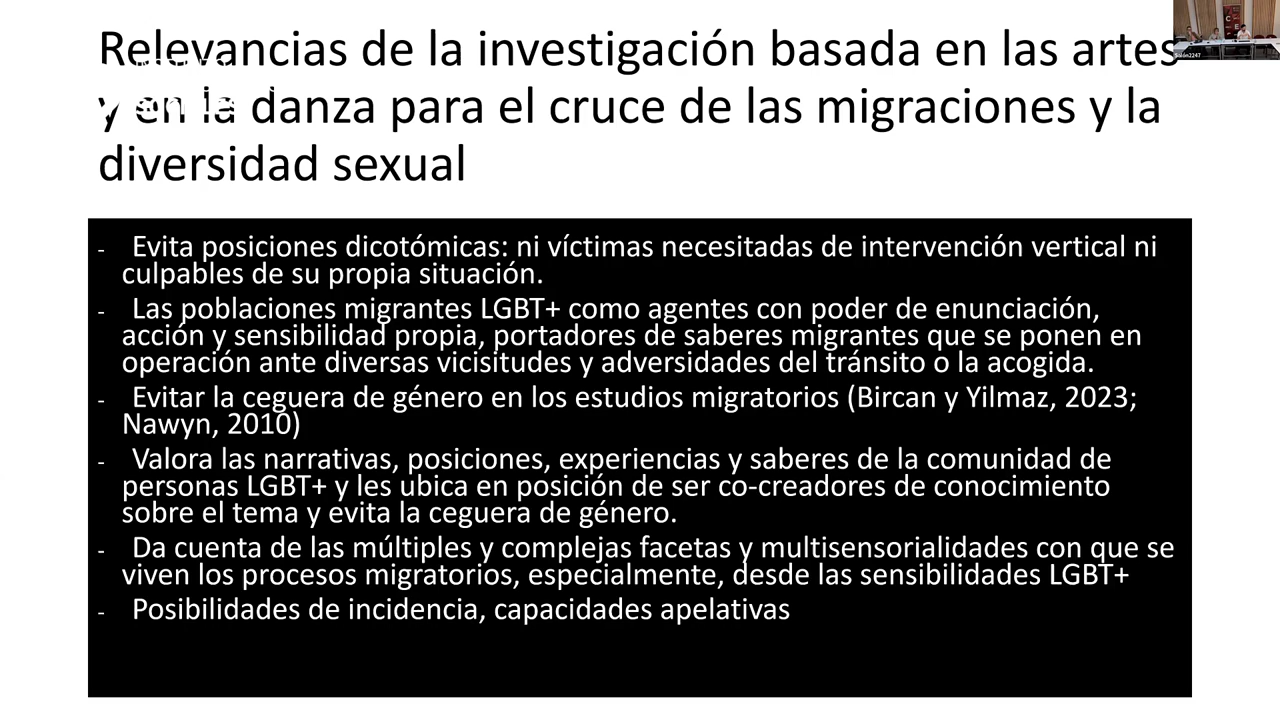 Relevancias de la investigación basada en las artes
y en la danza para el cruce de las migraciones y la
diversidad sexual
- Evita posiciones dicotómicas: ni víctimas necesitadas de intervención vertical ni
culpables de su propia situación.
- Las poblaciones migrantes LGBT+ como agentes con poder de enunciación,
acción y sensibilidad propia, portadores de saberes migrantes que se ponen en
operación ante diversas vicisitudes y adversidades del tránsito o la acogida.
- Evitar la ceguera de género en los estudios migratorios (Bircan y Yilmaz, 2023;
Nawyn, 2010)
- Valora las narrativas, posiciones, experiencias y saberes de la comunidad de
personas LGBT+ y les ubica en posición de ser co-creadores de conocimiento
sobre el tema y evita la ceguera de género.
- Da cuenta de las múltiples y complejas facetas y multisensorialidades con que se
viven los procesos migratorios, especialmente, desde las sensibilidades LGBT+
- Posibilidades de incidencia, capacidades apelativas